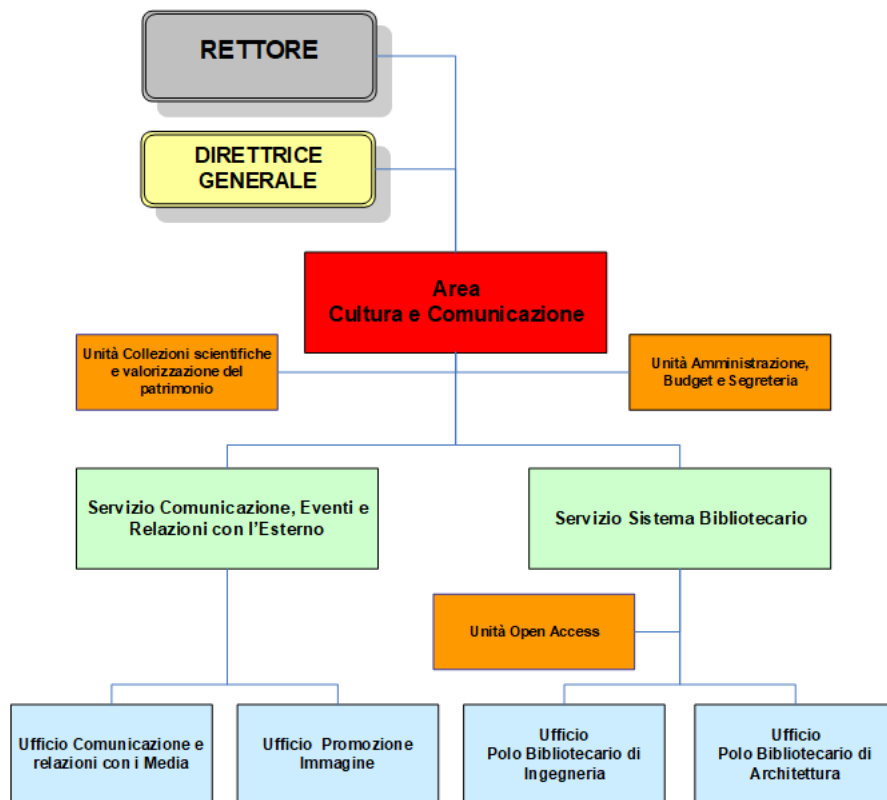 RETTORE
DIRETTRICE
GENERALE
Area
Cultura e Comunicazione
Unità Collezioni scientifiche
e valorizzazione del
patrimonio
Unità Amministrazione,
Budget e Segreteria
Servizio Comunicazione, Eventi e
Relazioni con l'Esterno
Servizio Sistema Bibliotecario
Unità Open Access
Ufficio Comunicazione e
relazioni con i Media
Ufficio Promozione
Immagine
Ufficio
Polo Bibliotecario di
Ingegneria
Ufficio
Polo Bibliotecario di
Architettura